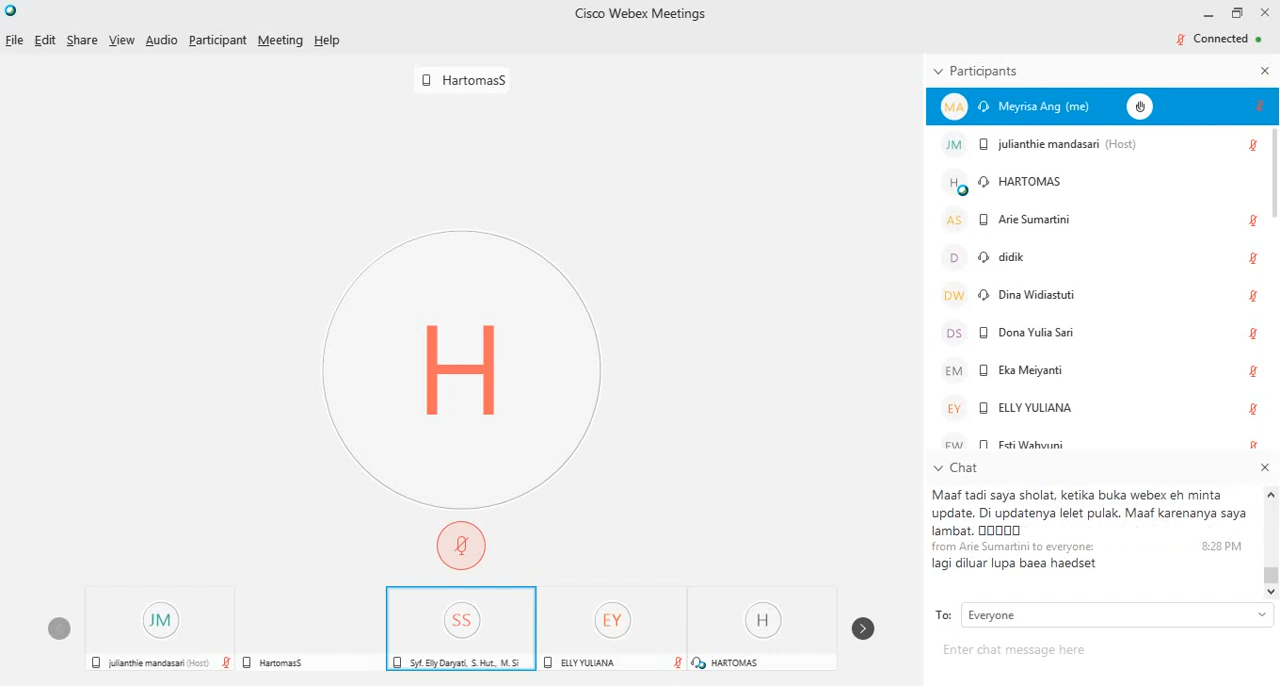 Cisco Webex Meetings
File Edit Share View Audio Participant Meeting Help
Connected
HartomasS
H
JM
julianthie mandasari (Host)
HartomasS
SS
Syf. Elly Daryati, S. Hut., M. Si
EY
ELLY YULIANA
H
HARTOMAS
Participants
MA Meyrisa Ang (me)
JM julianthie mandasari (Host)
H HARTOMAS
AS Arie Sumartini
D didik
DW Dina Widiastuti
DS Dona Yulia Sari
EM Eka Meiyanti
EY ELLY YULIANA
EW Esti Wahyuni
Chat
Maaf tadi saya sholat, ketika buka webex eh minta
update. Di updatenya lelet pulak. Maaf karenanya saya
lambat. 
from Arie Sumartini to everyone: 8:28 PM
lagi diluar lupa baea haedset
To: Everyone
Enter chat message here